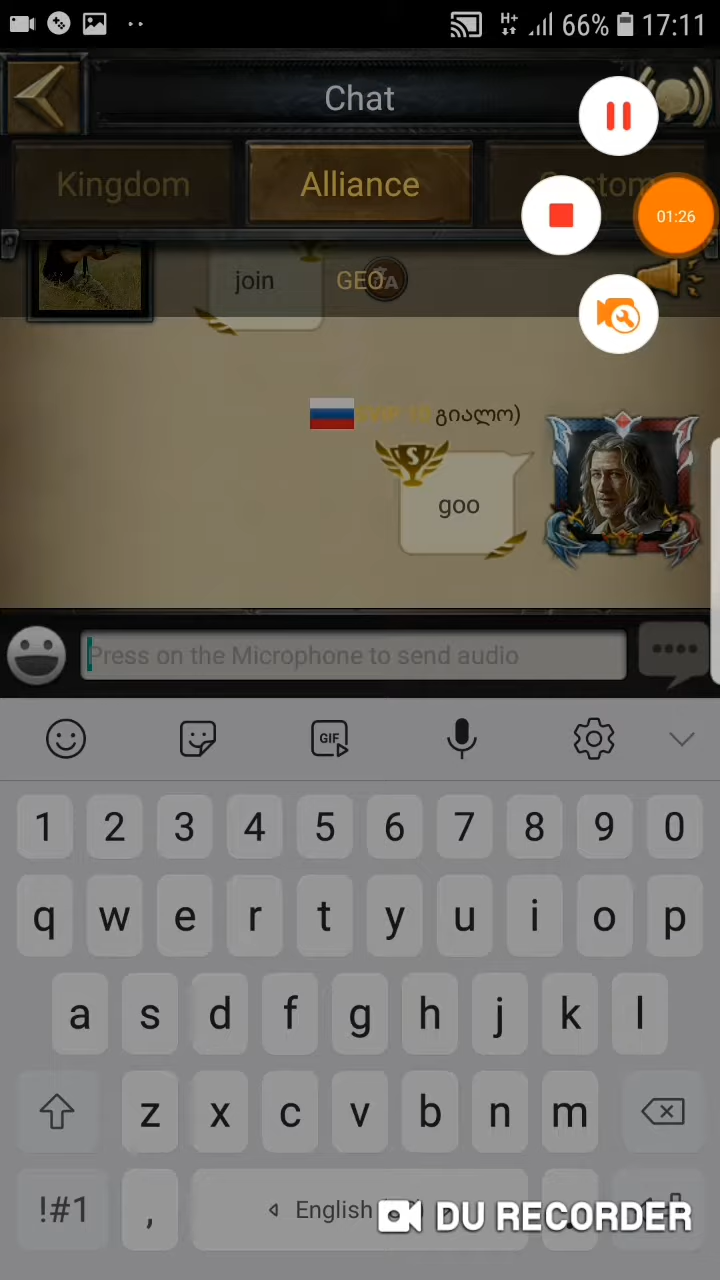 66% 17:11
Chat
Kingdom Alliance
01:26
join GEO
გიალო)
S
goo
Press on the Microphone to send audio
GIF
1 2 3 4 5 6 7 8 9 0
q w e r t y u i o p
a s d f g h j k l
z x c v b n m
!#1 , English
DU RECORDER